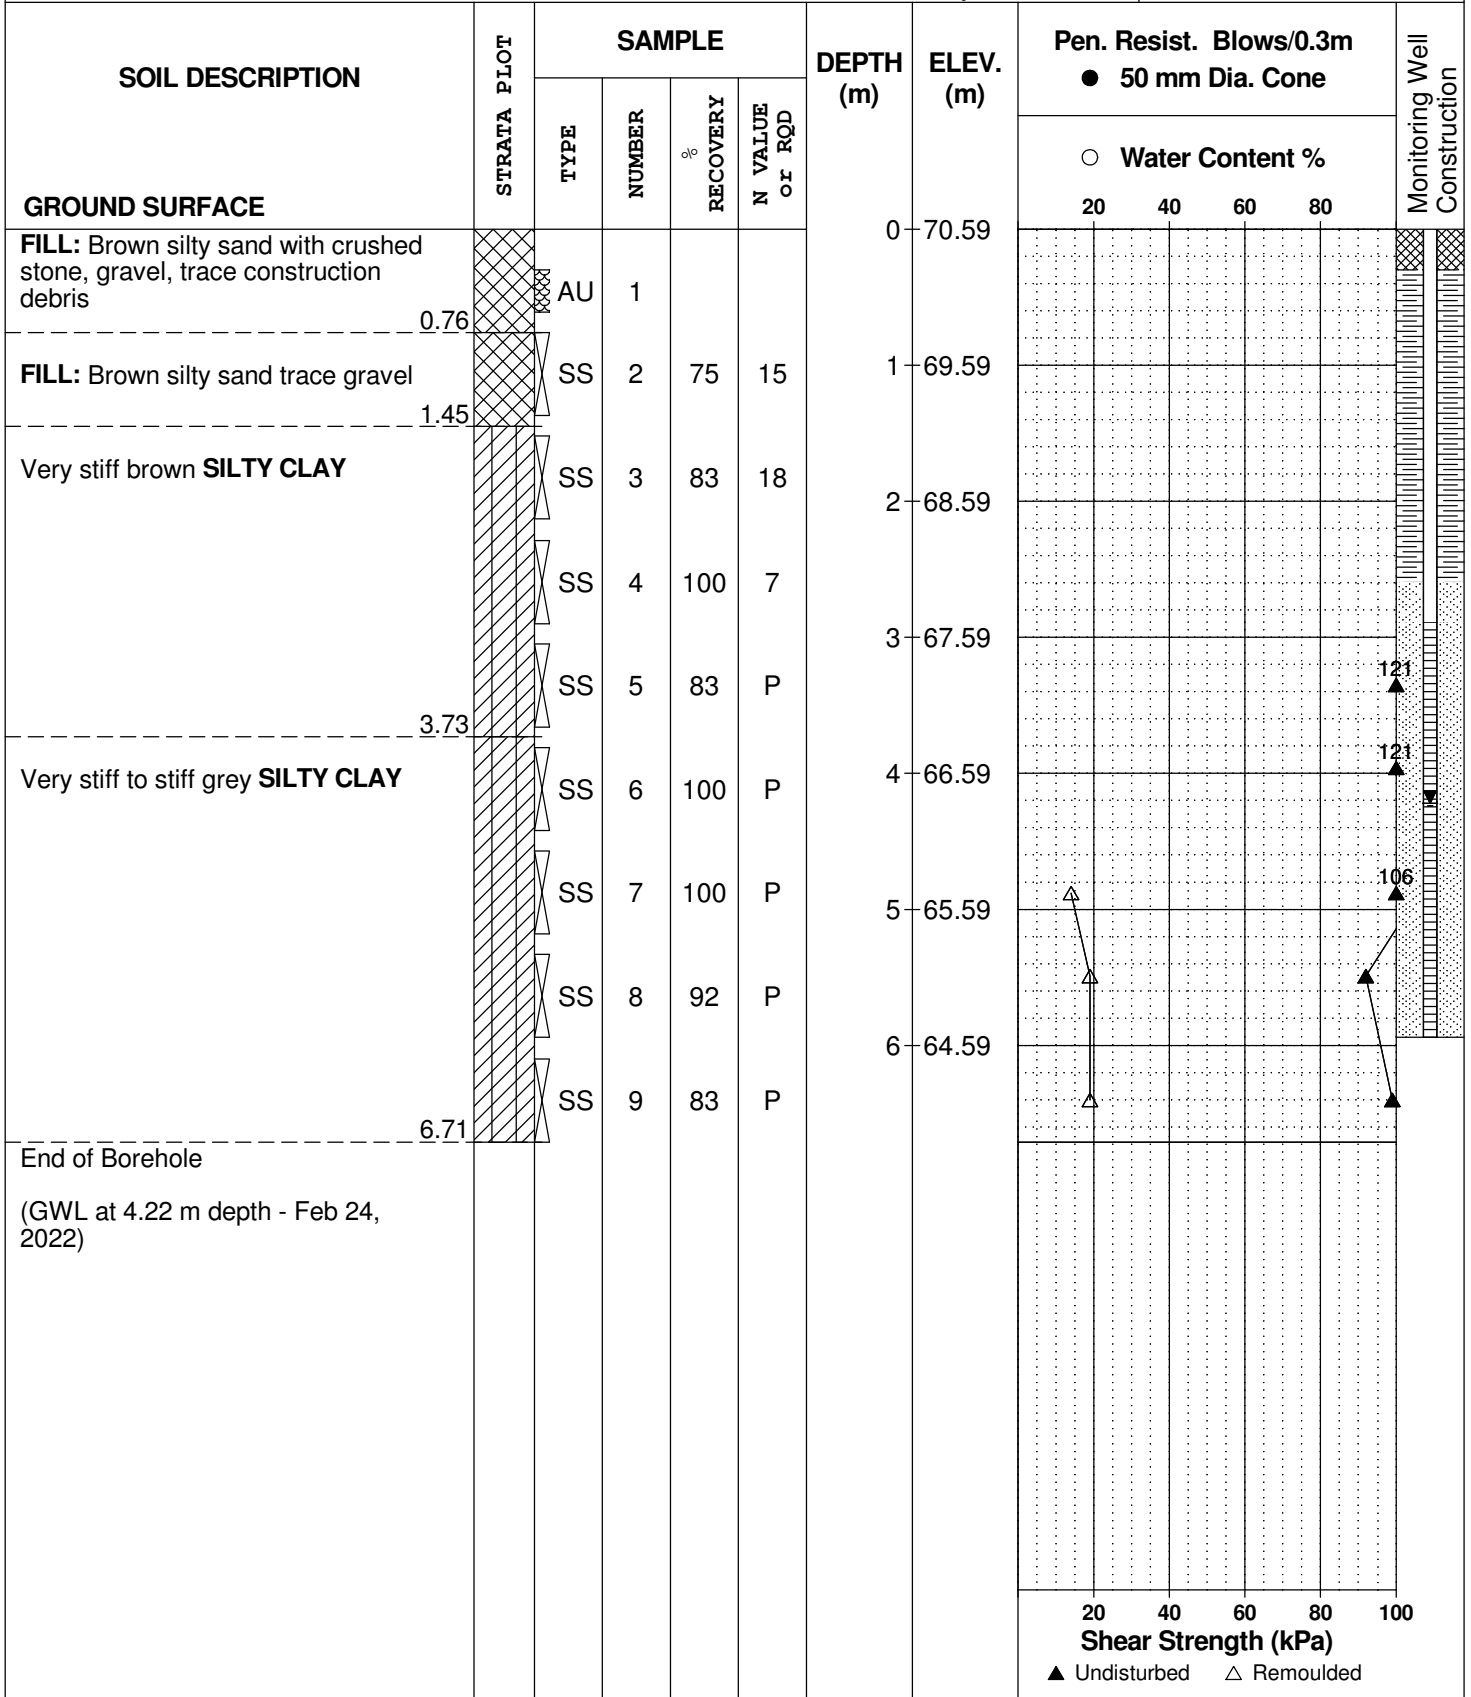 SOIL DESCRIPTION
GROUND SURFACE
STRATA PLOT
SAMPLE
TYPE
NUMBER
%
RECOVERY
N VALUE
or RQD
DEPTH
(m)
ELEV.
(m)
Pen. Resist. Blows/0.3m
● 50 mm Dia. Cone
○ Water Content %
20 40 60 80
Monitoring Well
Construction
0 70.59
FILL: Brown silty sand with crushed
stone, gravel, trace construction
debris
0.76
AU 1
FILL: Brown silty sand trace gravel
1.45
SS 2 75 15
1 69.59
Very stiff brown SILTY CLAY
SS 3 83 18
2 68.59
SS 4 100 7
3 67.59
121
SS 5 83 P
3.73
121
4 66.59
Very stiff to stiff grey SILTY CLAY
SS 6 100 P
106
SS 7 100 P
5 65.59
SS 8 92 P
6 64.59
SS 9 83 P
6.71
End of Borehole
(GWL at 4.22 m depth - Feb 24,
2022)
20 40 60 80 100
Shear Strength (kPa)
▲ Undisturbed △ Remoulded